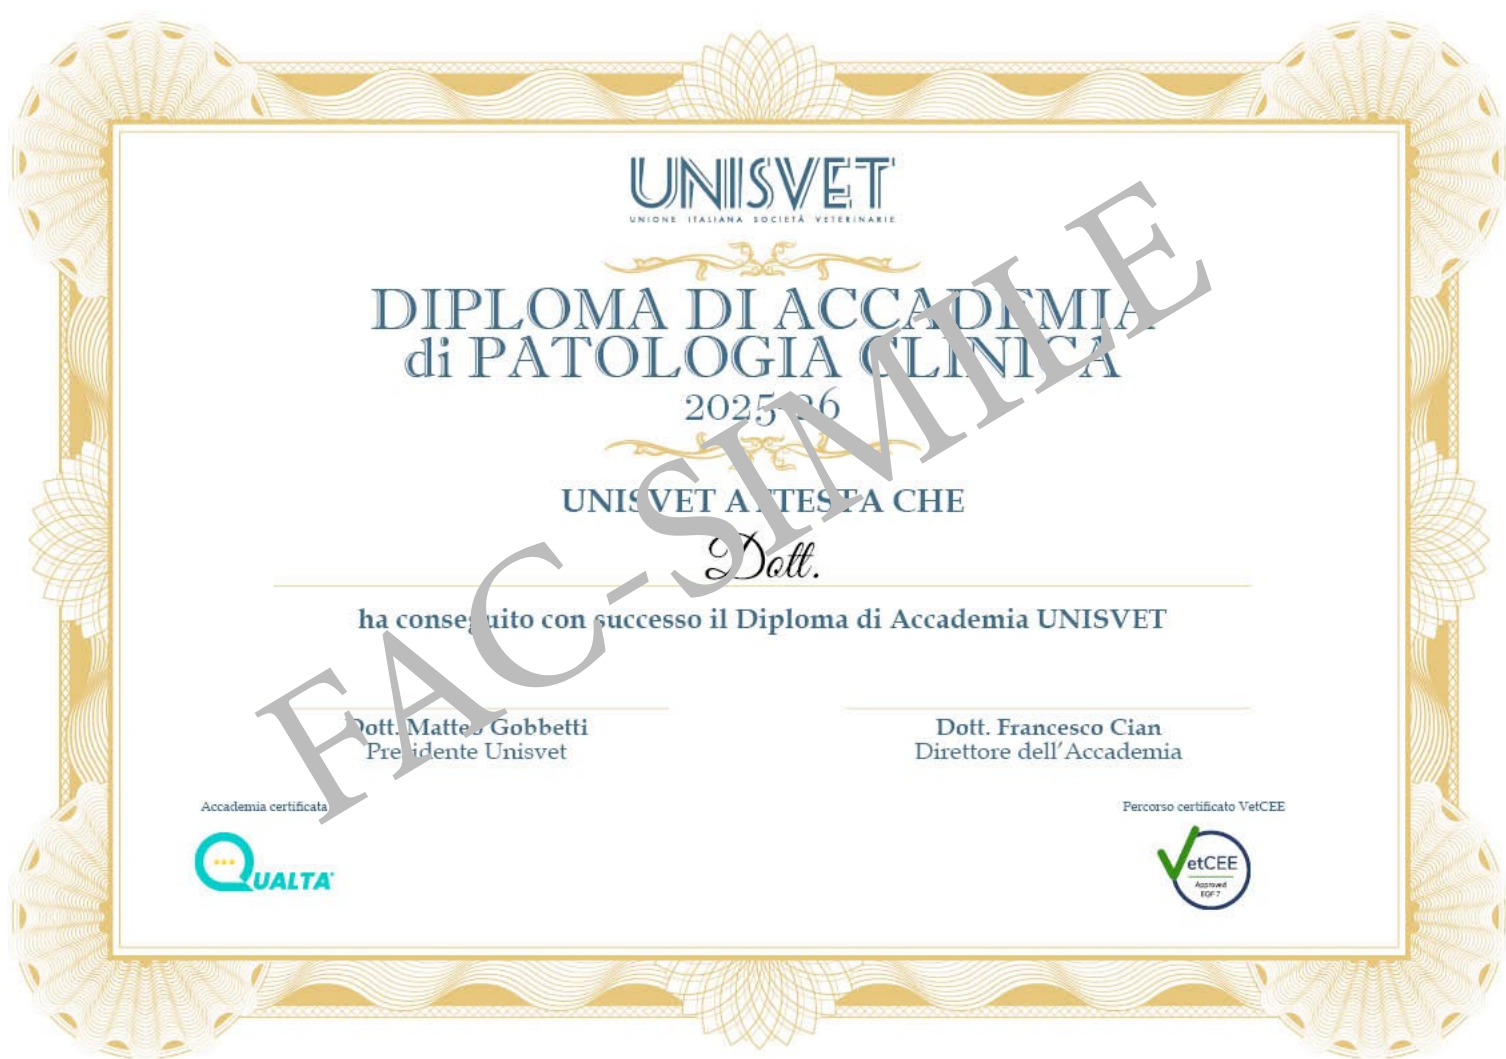 UNISVET
UNIONE ITALIANA SOCIETÀ VETERINARIE
DIPLOMA DI ACCADEMIA
di PATOLOGIA CLINICA
2025-26
UNISVET ATTESTA CHE
Dott.
ha conseguito con successo il Diploma di Accademia UNISVET
Dott. Matteo Gobbetti
Presidente Unisvet
Dott. Francesco Cian
Direttore dell'Accademia
Accademia certificata
QUALTA
Percorso certificato VetCEE
VetCEE
Approved
EQF 7
FAC-SIMILE